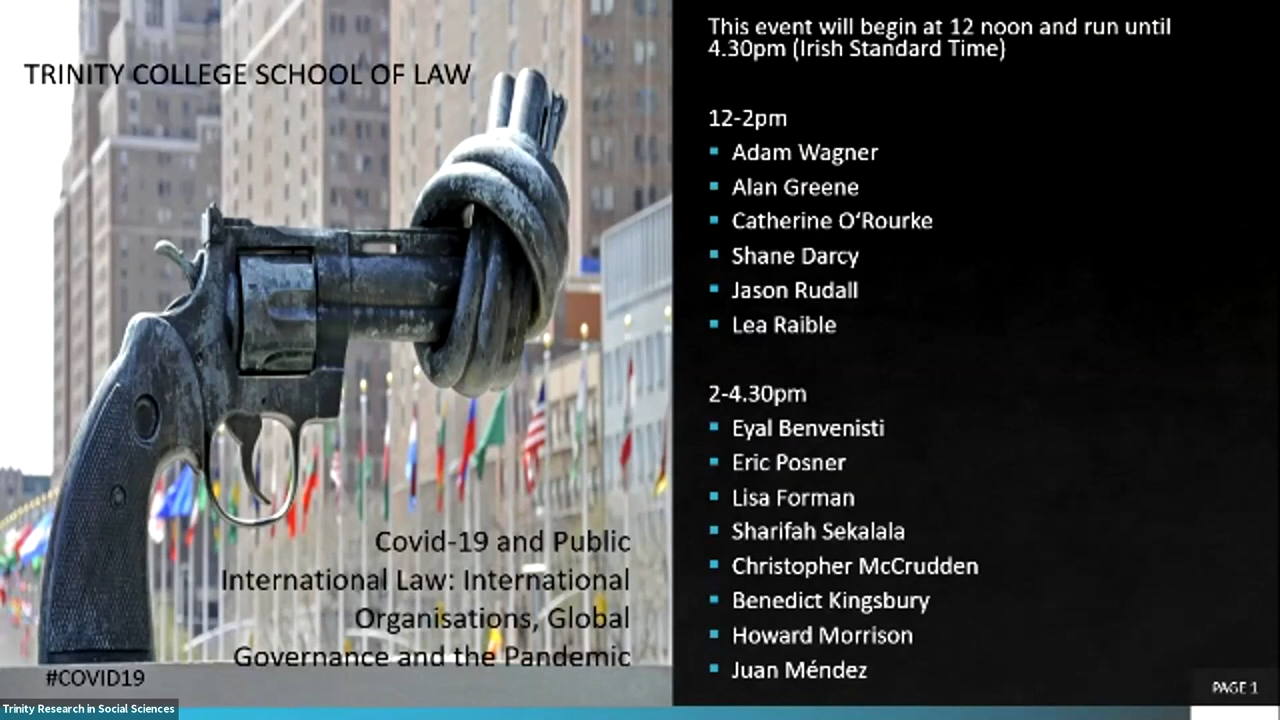 TRINITY COLLEGE SCHOOL OF LAW
Covid-19 and Public
International Law: International
Organisations, Global
Governance and the Pandemic
#COVID19
Trinity Research in Social Sciences
This event will begin at 12 noon and run until
4.30pm (Irish Standard Time)
12-2pm
Adam Wagner
Alan Greene
Catherine O‘Rourke
Shane Darcy
Jason Rudall
Lea Raible
2-4.30pm
Eyal Benvenisti
Eric Posner
Lisa Forman
Sharifah Sekalala
Christopher McCrudden
Benedict Kingsbury
Howard Morrison
Juan Méndez
PAGE 1